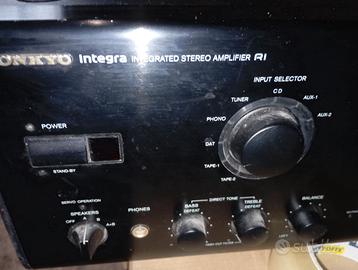 ONKYO Integra INTEGRATED STEREO AMPLIFIER RI
INPUT SELECTOR
CD
TUNER
AUX-1
PHONO
AUX-2
POWER
DAT
STAND-BY
TAPE-1
TAPE-2
SERVO OPERATION
SPEAKERS
OFF A B A+B
PHONES
DIRECT TONE
BASS
DEFEAT
TREBLE
DEFEAT
BALANCE